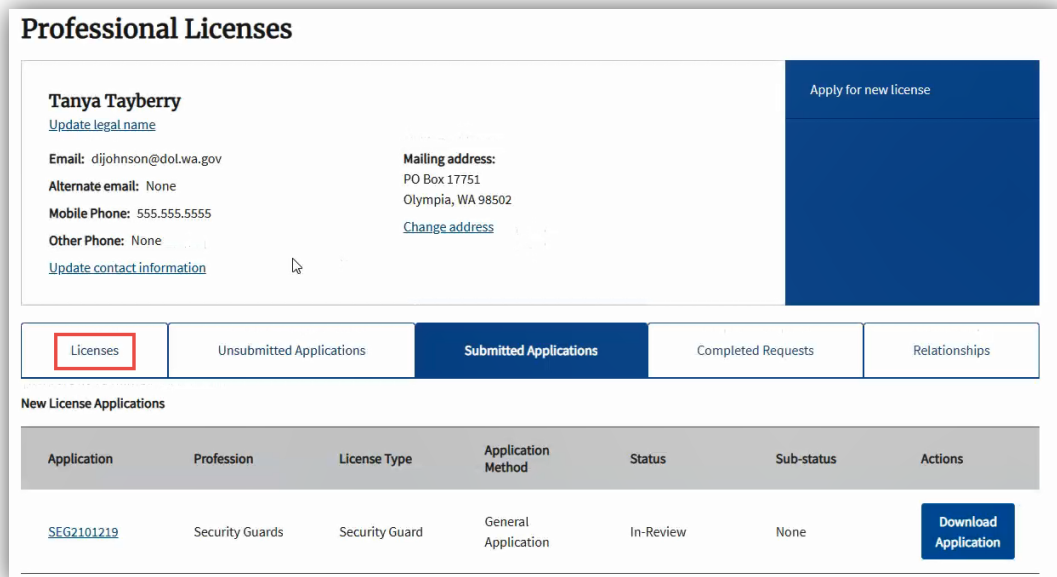 Professional Licenses
Tanya Tayberry
Update legal name
Email: dijohnson@dol.wa.gov
Alternate email: None
Mobile Phone: 555.555.5555
Other Phone: None
Update contact information
Mailing address:
PO Box 17751
Olympia, WA 98502
Change address
Apply for new license
Licenses
Unsubmitted Applications
Submitted Applications
Completed Requests
Relationships
New License Applications
Application
Profession
License Type
Application
Method
Status
Sub-status
Actions
SEG2101219
Security Guards
Security Guard
General
Application
In-Review
None
Download
Application